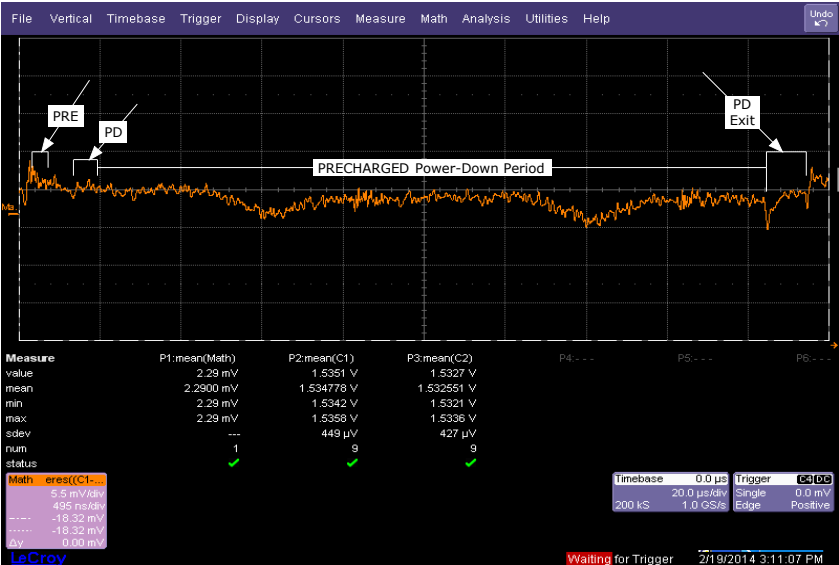 File Vertical Timebase Trigger Display Cursors Measure Math Analysis Utilities Help Undo
PRE
PD
PD
Exit
PRECHARGED Power-Down Period
Measure P1:mean(Math) P2:mean(C1) P3:mean(C2) P4:--- P5:--- P6:---
value 2.29 mV 1.5351 V 1.5327 V
mean 2.2900 mV 1.534778 V 1.532551 V
min 2.29 mV 1.5342 V 1.5321 V
max 2.29 mV 1.5358 V 1.5336 V
sdev --- 449 µV 427 µV
num 1 9 9
status
Math eres((C1-...
5.5 mV/div
495 ns/div
-18.32 mV
-18.32 mV
Δy 0.00 mV
Timebase 0.0 µs
20.0 µs/div
200 kS 1.0 GS/s
Trigger C4 DC
Single 0.0 mV
Edge Positive
LeCroy
Waiting for Trigger 2/19/2014 3:11:07 PM